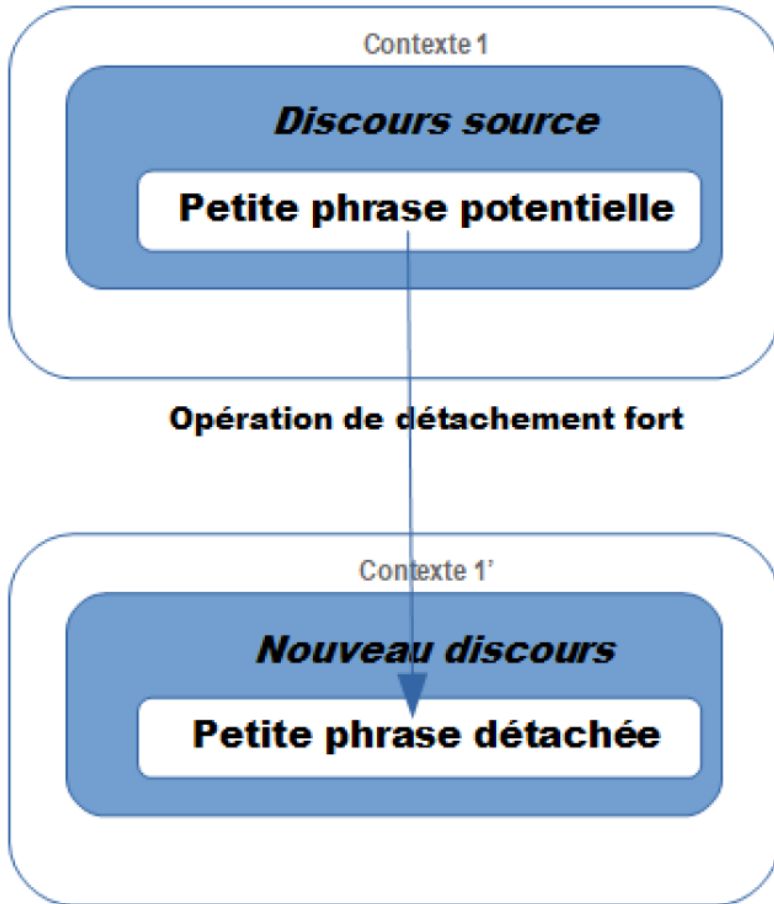 Contexte 1
Discours source
Petite phrase potentielle
Opération de détachement fort
Contexte 1’
Nouveau discours
Petite phrase détachée